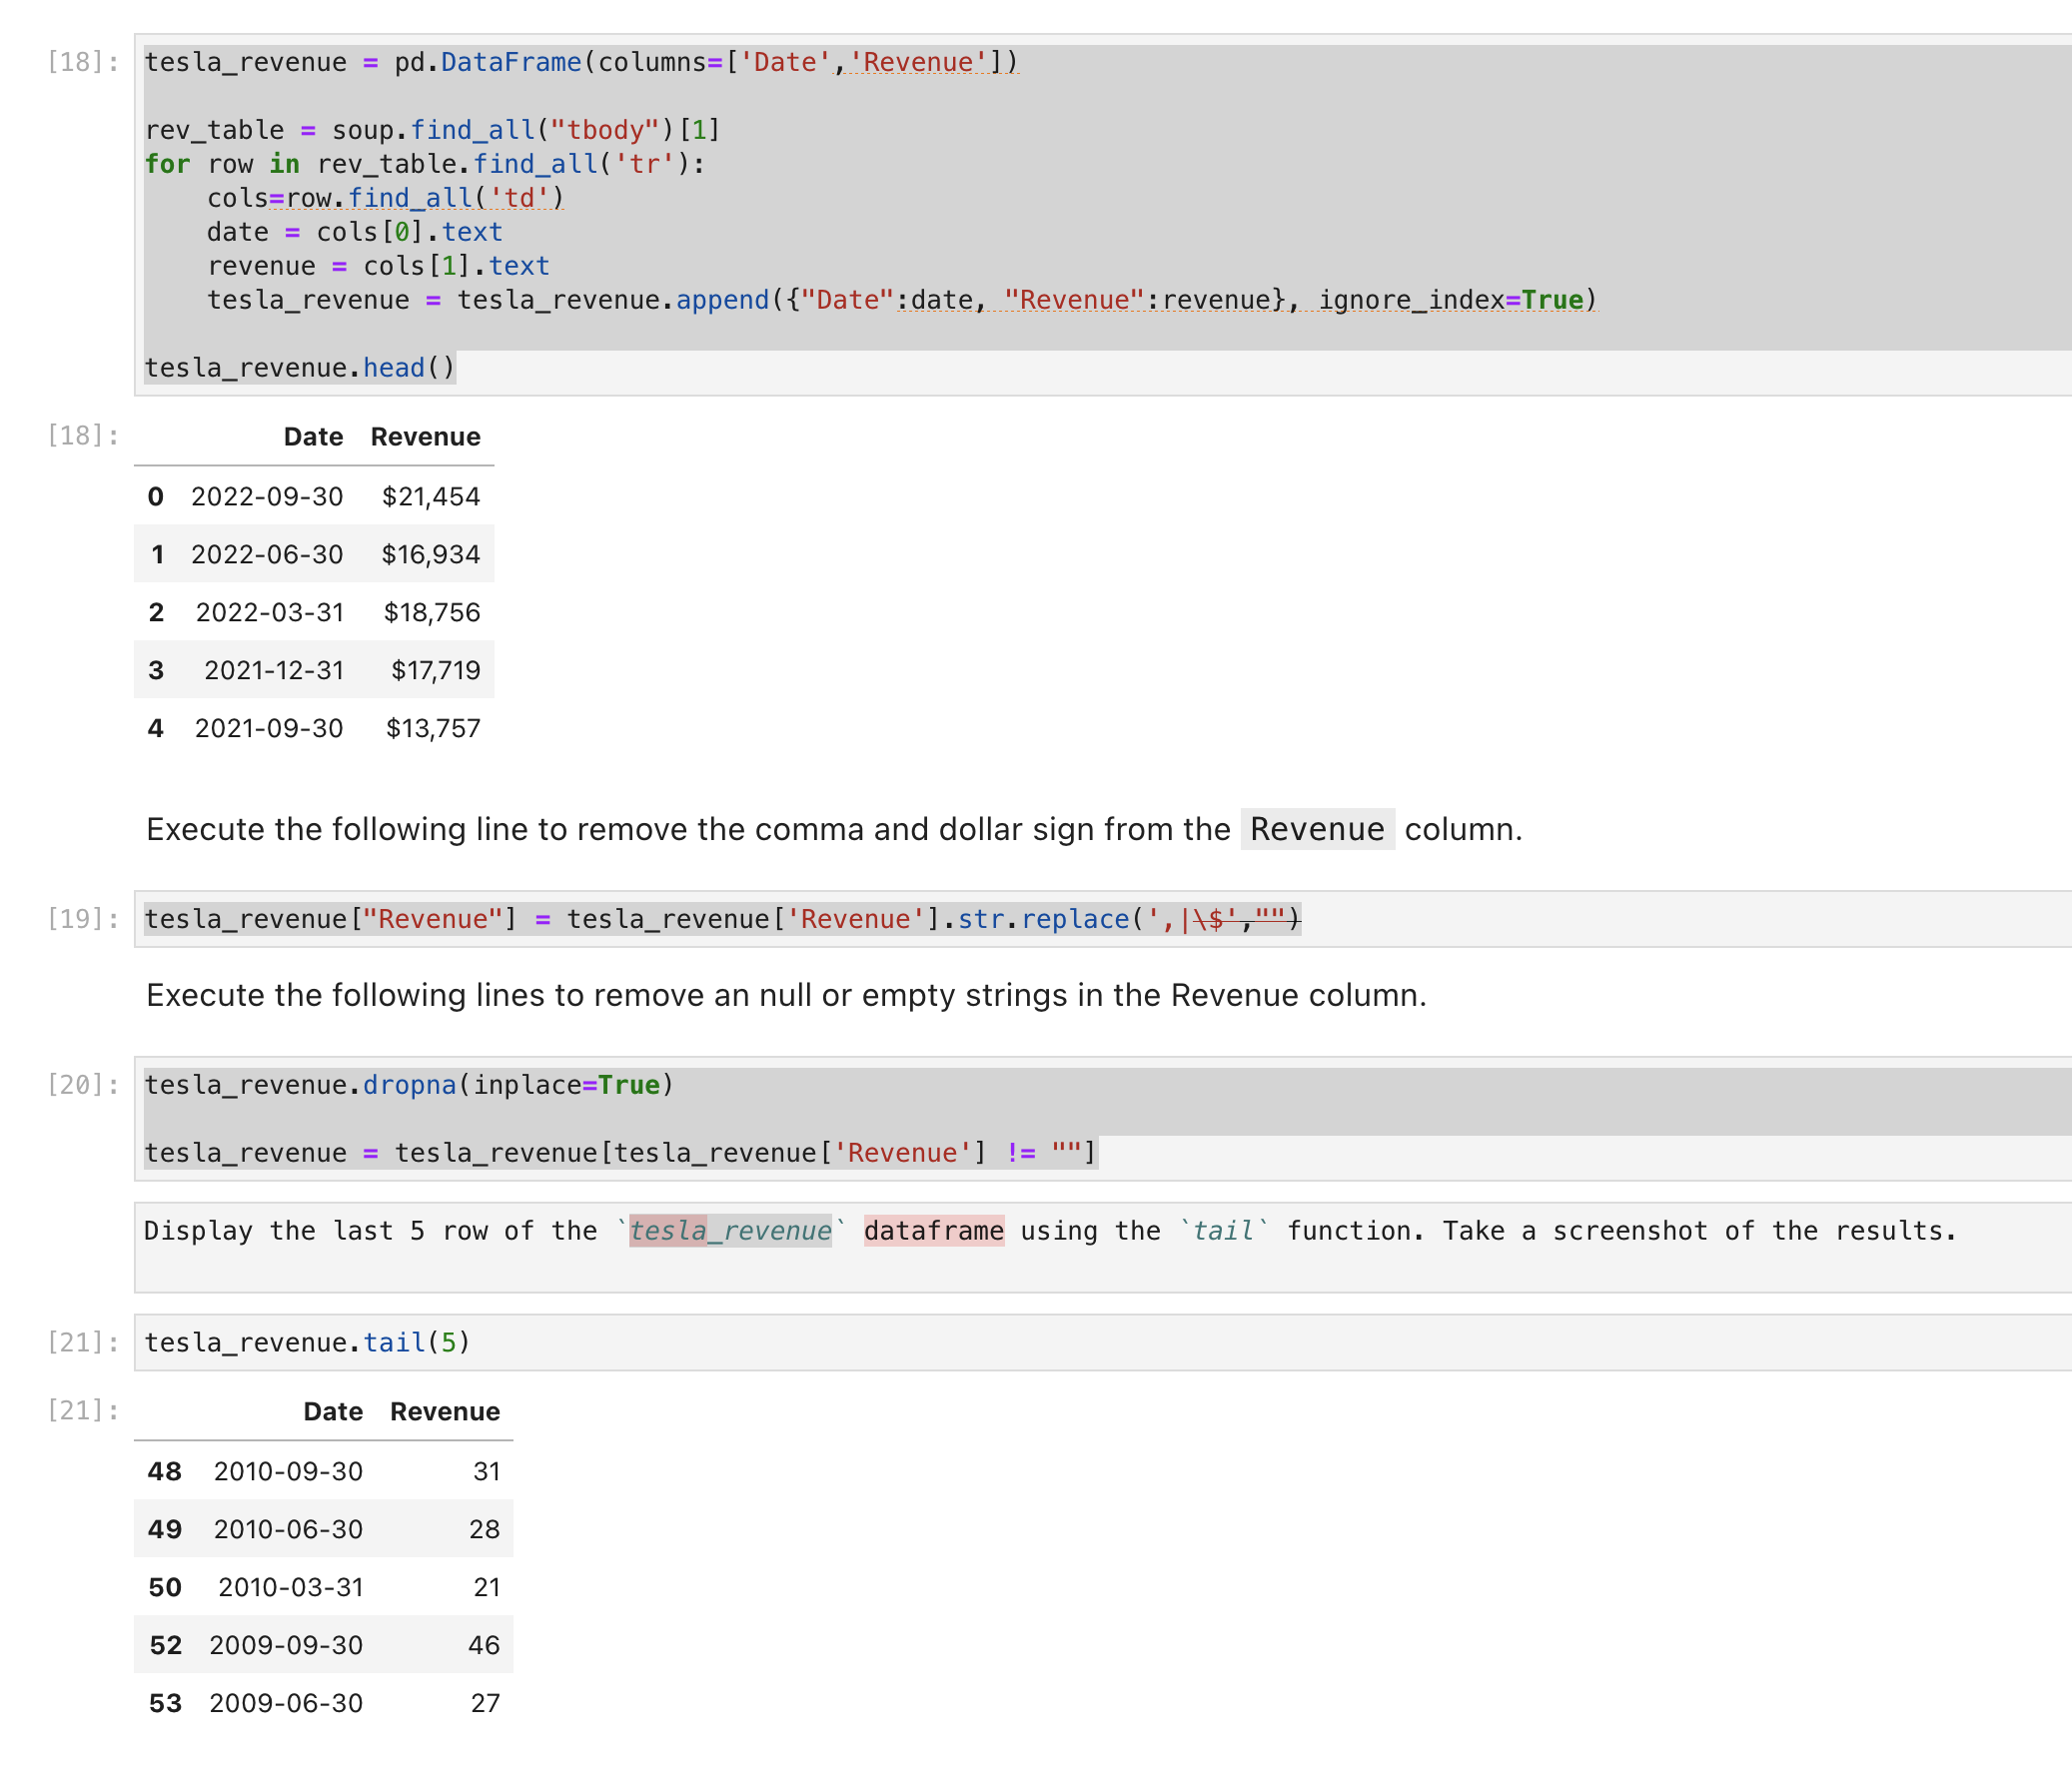 [18]: tesla_revenue = pd.DataFrame(columns=['Date','Revenue'])
rev_table = soup.find_all("tbody")[1]
for row in rev_table.find_all('tr'):
    cols=row.find_all('td')
    date = cols[0].text
    revenue = cols[1].text
    tesla_revenue = tesla_revenue.append({"Date":date, "Revenue":revenue}, ignore_index=True)
tesla_revenue.head()
[18]: Date Revenue
0 2022-09-30 $21,454
1 2022-06-30 $16,934
2 2022-03-31 $18,756
3 2021-12-31 $17,719
4 2021-09-30 $13,757
Execute the following line to remove the comma and dollar sign from the Revenue column.
[19]: tesla_revenue["Revenue"] = tesla_revenue['Revenue'].str.replace(',|\$',"")
Execute the following lines to remove an null or empty strings in the Revenue column.
[20]: tesla_revenue.dropna(inplace=True)
tesla_revenue = tesla_revenue[tesla_revenue['Revenue'] != ""]
Display the last 5 row of the `tesla_revenue` dataframe using the `tail` function. Take a screenshot of the results.
[21]: tesla_revenue.tail(5)
[21]: Date Revenue
48 2010-09-30 31
49 2010-06-30 28
50 2010-03-31 21
52 2009-09-30 46
53 2009-06-30 27